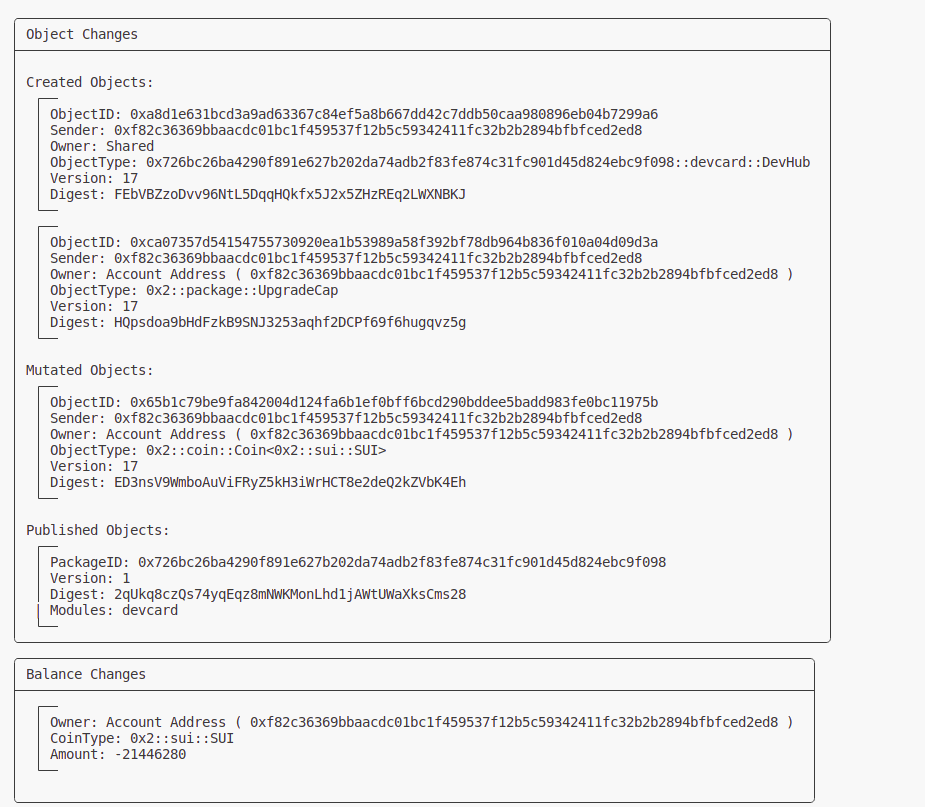 Object Changes
Created Objects:
ObjectID: 0xa8d1e631bcd3a9ad63367c84ef5a8b667dd42c7ddb50caa980896eb04b7299a6
Sender: 0xf82c36369bbaacdc01bc1f459537f12b5c59342411fc32b2b2894bfbfced2ed8
Owner: Shared
ObjectType: 0x726bc26ba4290f891e627b202da74adb2f83fe874c31fc901d45d824ebc9f098::devcard::DevHub
Version: 17
Digest: FEbVBZzoDvv96NtL5DqqHQkfx5J2x5ZHzREq2LWXNBKJ
ObjectID: 0xca07357d54154755730920ea1b53989a58f392bf78db964b836f010a04d09d3a
Sender: 0xf82c36369bbaacdc01bc1f459537f12b5c59342411fc32b2b2894bfbfced2ed8
Owner: Account Address ( 0xf82c36369bbaacdc01bc1f459537f12b5c59342411fc32b2b2894bfbfced2ed8 )
ObjectType: 0x2::package::UpgradeCap
Version: 17
Digest: HQpsdoa9bHdFzkB9SNJ3253aqhf2DCPf69f6hugqvz5g
Mutated Objects:
ObjectID: 0x65b1c79be9fa842004d124fa6b1ef0bff6bcd290bddee5badd983fe0bc11975b
Sender: 0xf82c36369bbaacdc01bc1f459537f12b5c59342411fc32b2b2894bfbfced2ed8
Owner: Account Address ( 0xf82c36369bbaacdc01bc1f459537f12b5c59342411fc32b2b2894bfbfced2ed8 )
ObjectType: 0x2::coin::Coin<0x2::sui::SUI>
Version: 17
Digest: ED3nsV9WmboAuViFRyZ5kH3iWrHCT8e2deQ2kZVbK4Eh
Published Objects:
PackageID: 0x726bc26ba4290f891e627b202da74adb2f83fe874c31fc901d45d824ebc9f098
Version: 1
Digest: 2qUkq8czQs74yqEqz8mNWKMonLhd1jAWtUWaXksCms28
Modules: devcard
Balance Changes
Owner: Account Address ( 0xf82c36369bbaacdc01bc1f459537f12b5c59342411fc32b2b2894bfbfced2ed8 )
CoinType: 0x2::sui::SUI
Amount: -21446280